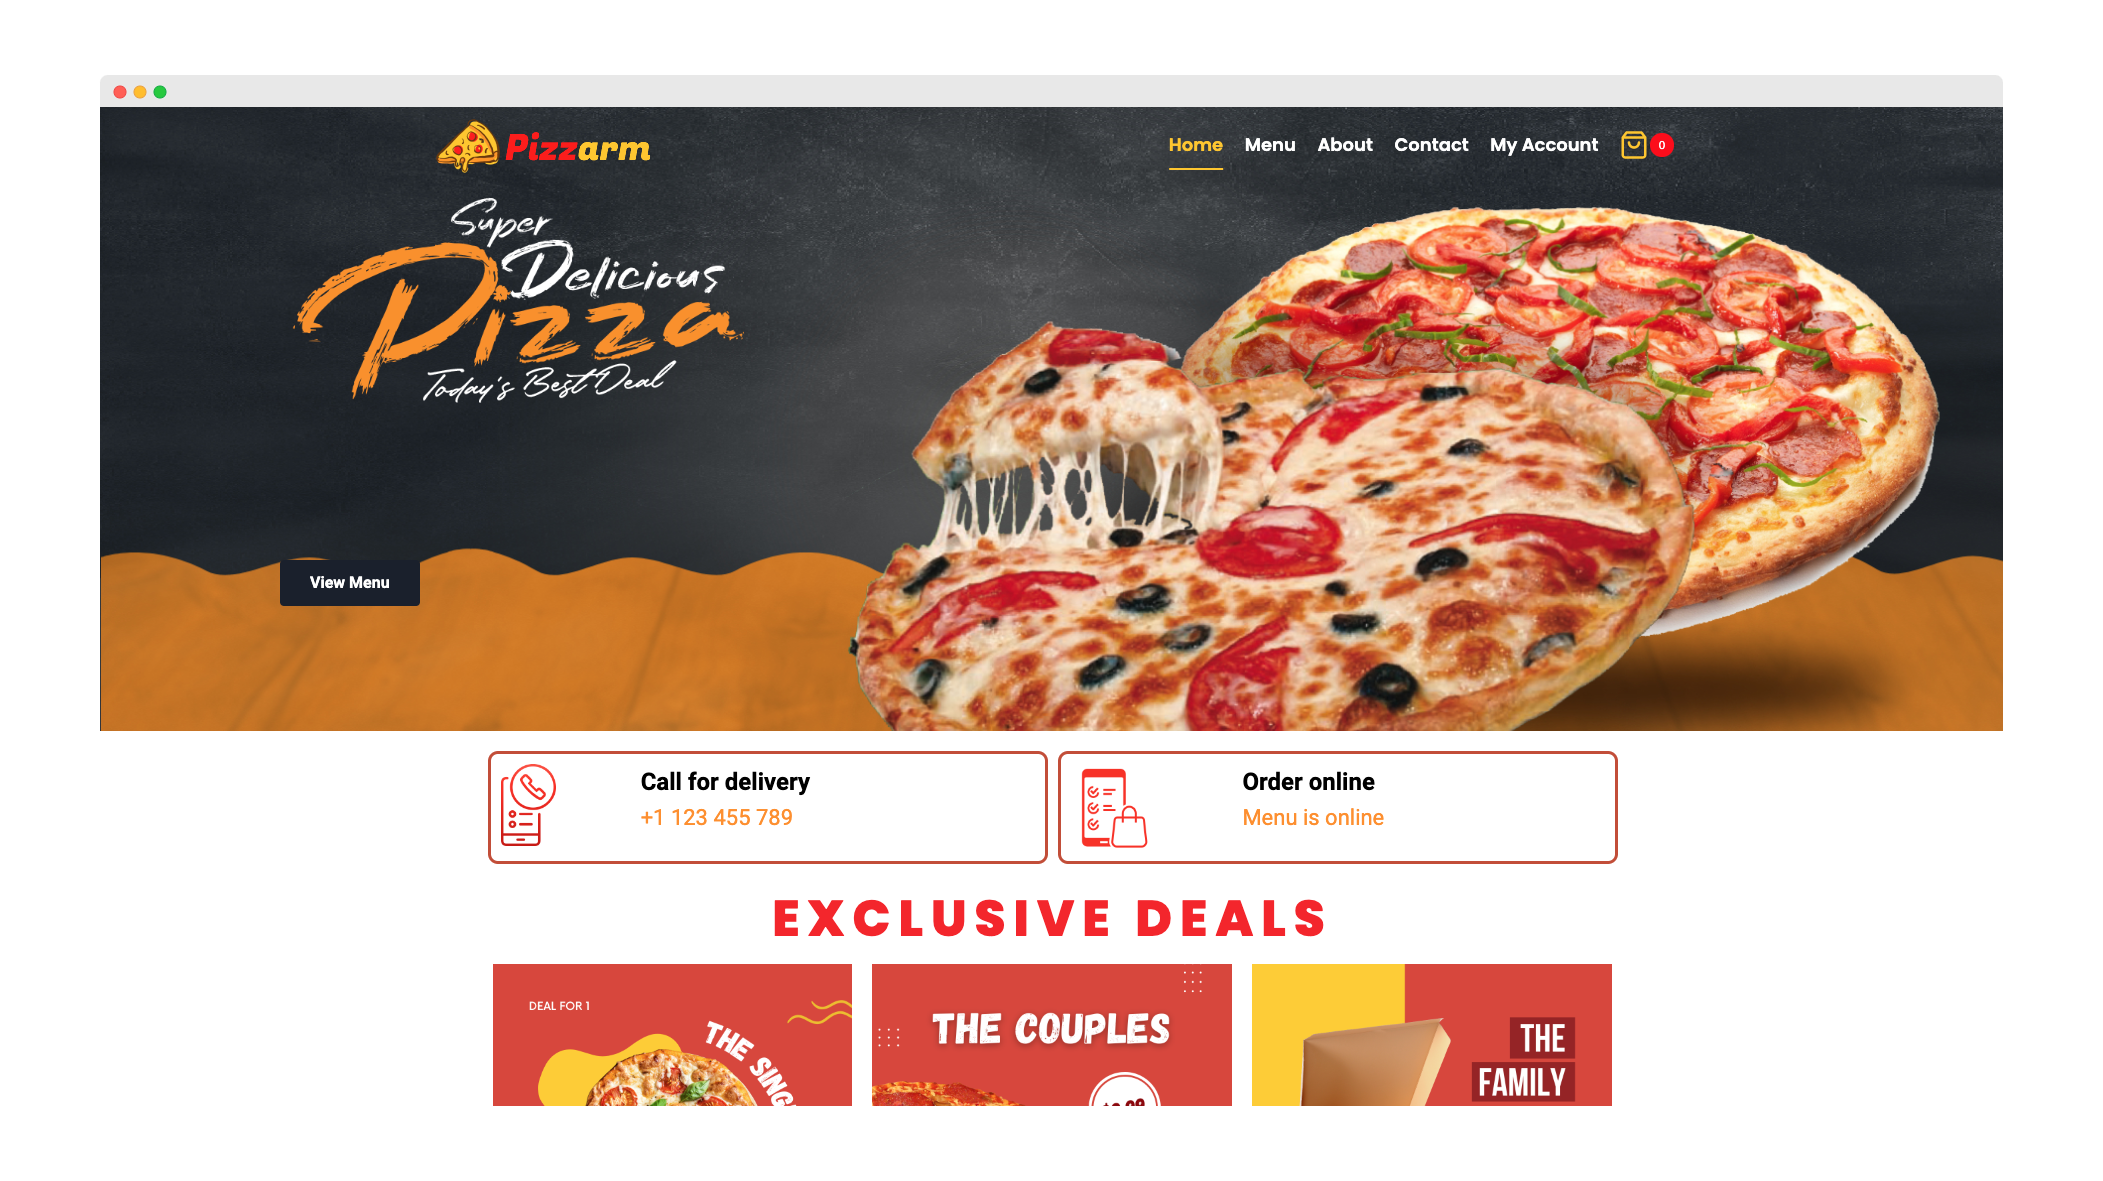 Pizzarm
Home Menu About Contact My Account 0
Super
Delicious
Pizza
Today's Best Deal
View Menu
Call for delivery
+1 123 455 789
Order online
Menu is online
EXCLUSIVE DEALS
DEAL FOR 1
THE
THE COUPLES
THE
FAMILY